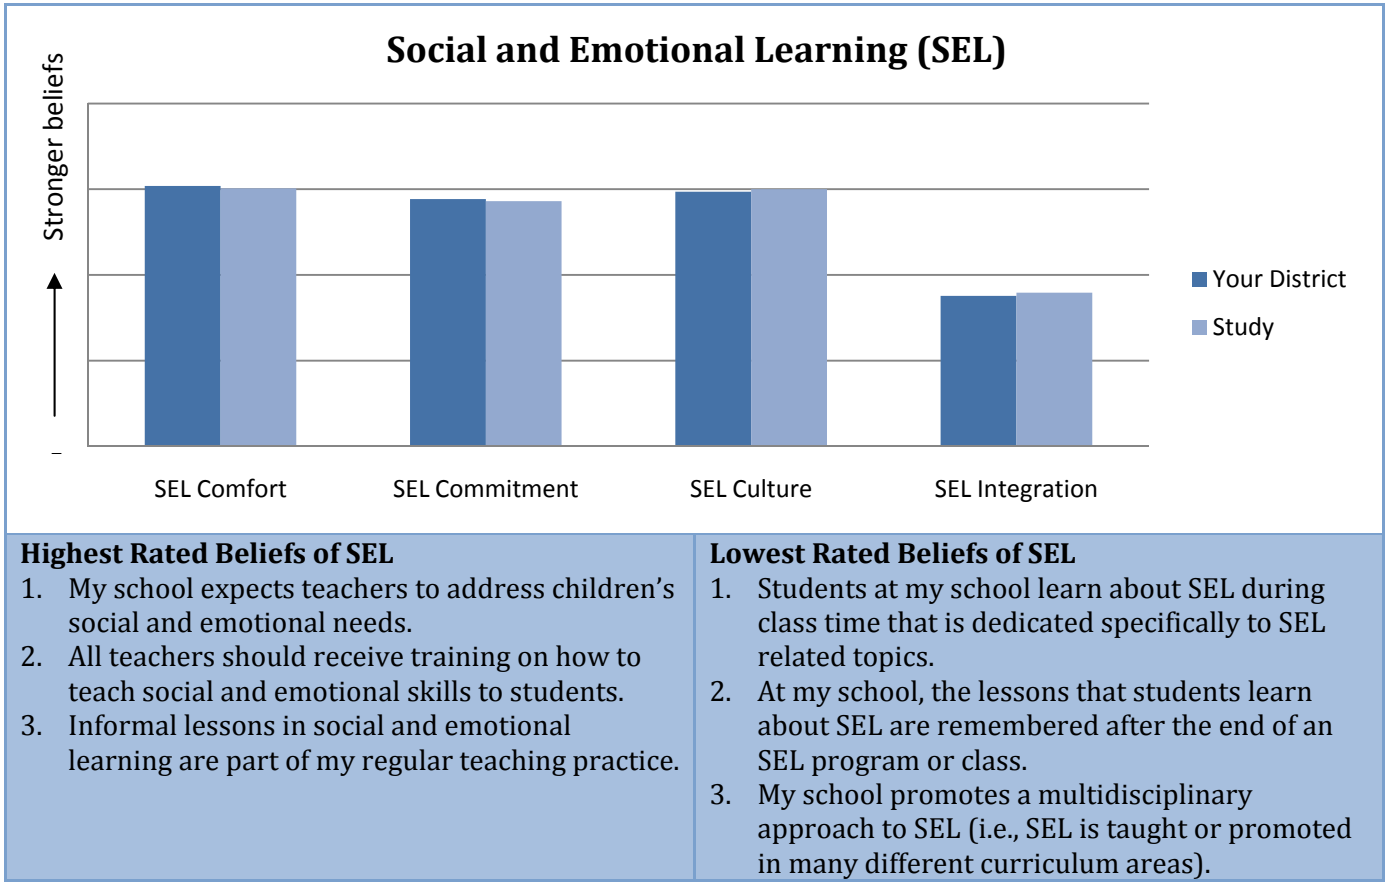 Social and Emotional Learning (SEL)
Stronger beliefs
Your District
Study
SEL Comfort
SEL Commitment
SEL Culture
SEL Integration
Highest Rated Beliefs of SEL
1. My school expects teachers to address children’s
social and emotional needs.
2. All teachers should receive training on how to
teach social and emotional skills to students.
3. Informal lessons in social and emotional
learning are part of my regular teaching practice.
Lowest Rated Beliefs of SEL
1. Students at my school learn about SEL during
class time that is dedicated specifically to SEL
related topics.
2. At my school, the lessons that students learn
about SEL are remembered after the end of an
SEL program or class.
3. My school promotes a multidisciplinary
approach to SEL (i.e., SEL is taught or promoted
in many different curriculum areas).